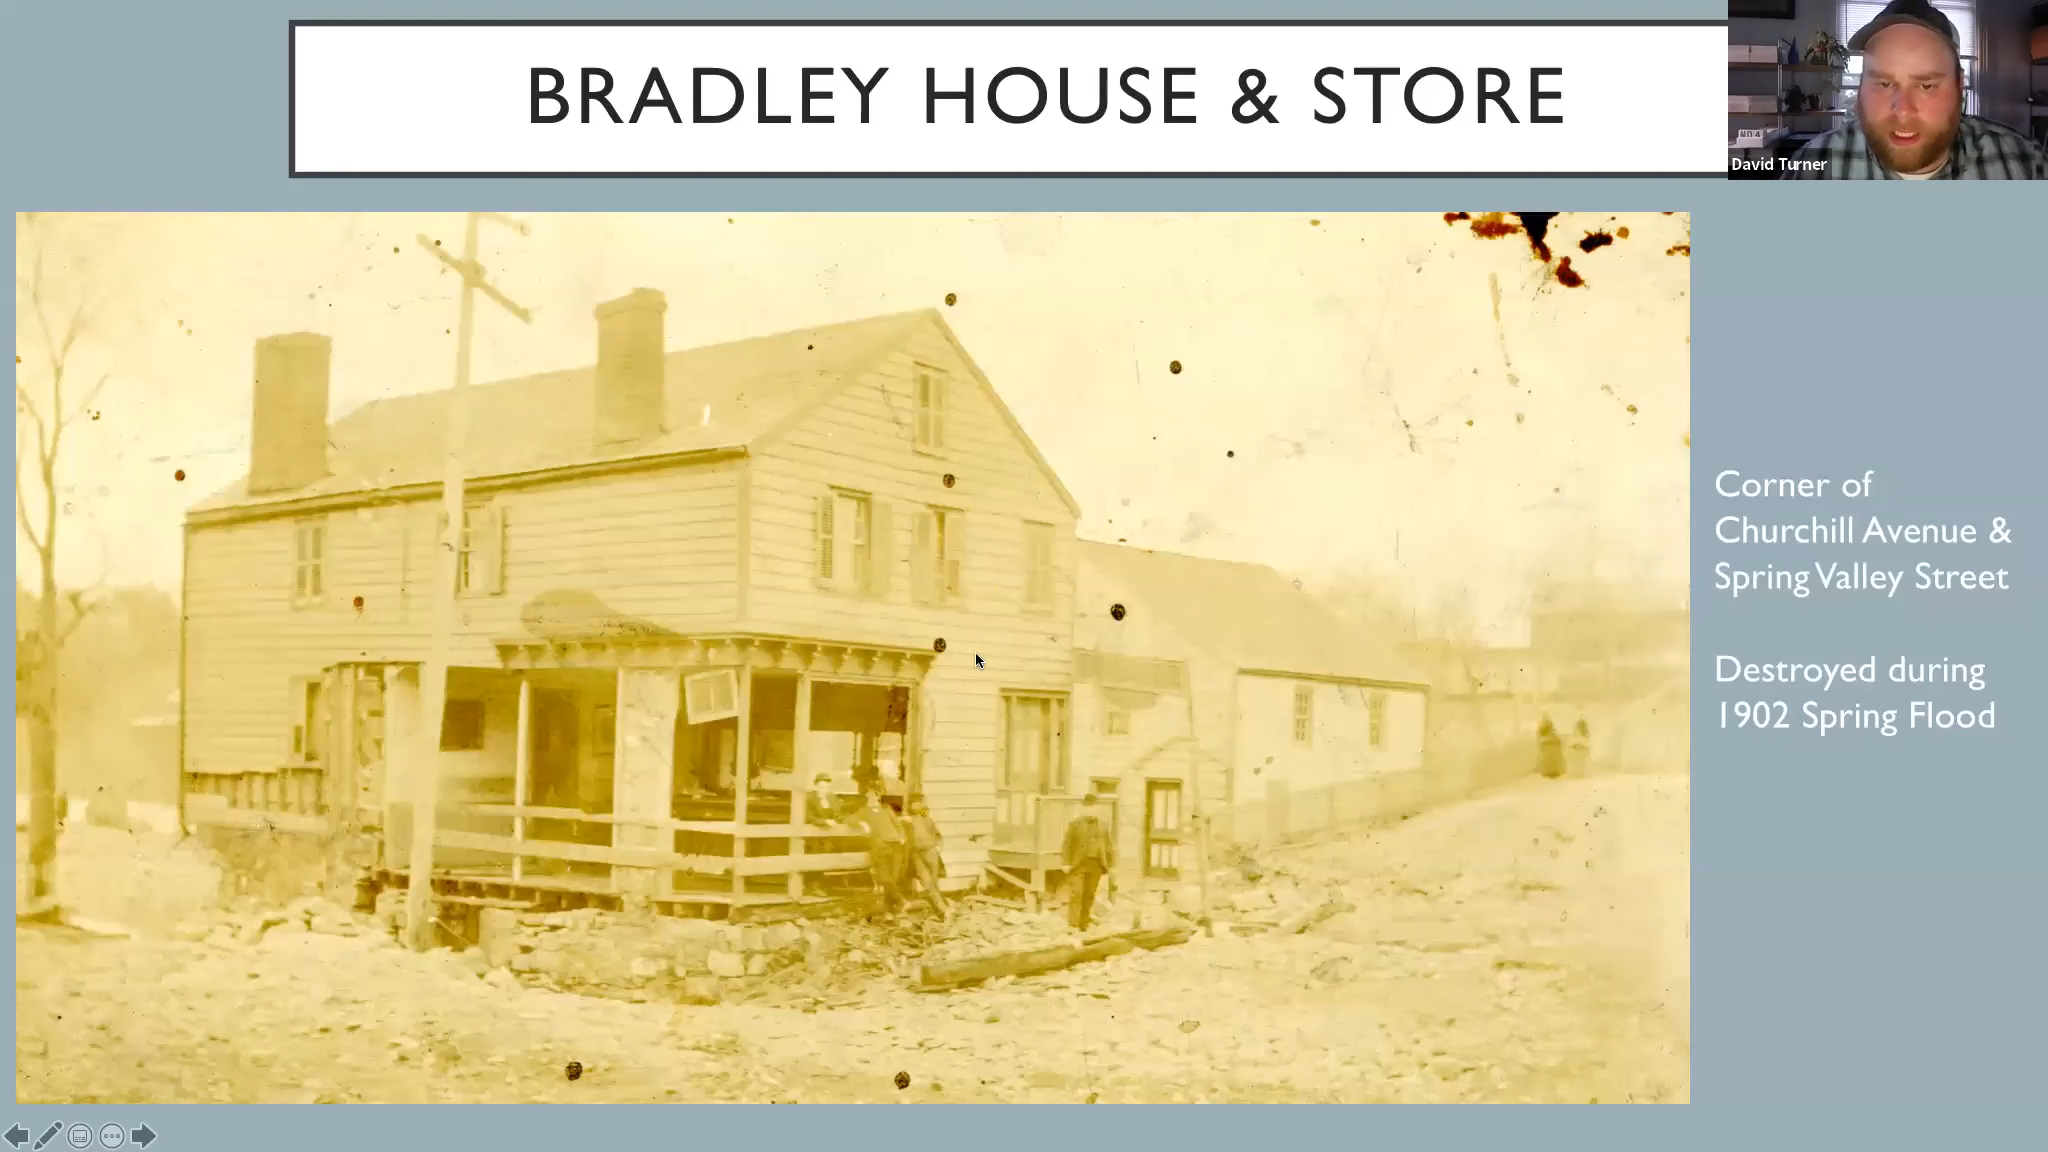 BRADLEY HOUSE & STORE
David Turner
Corner of
Churchill Avenue &
Spring Valley Street
Destroyed during
1902 Spring Flood